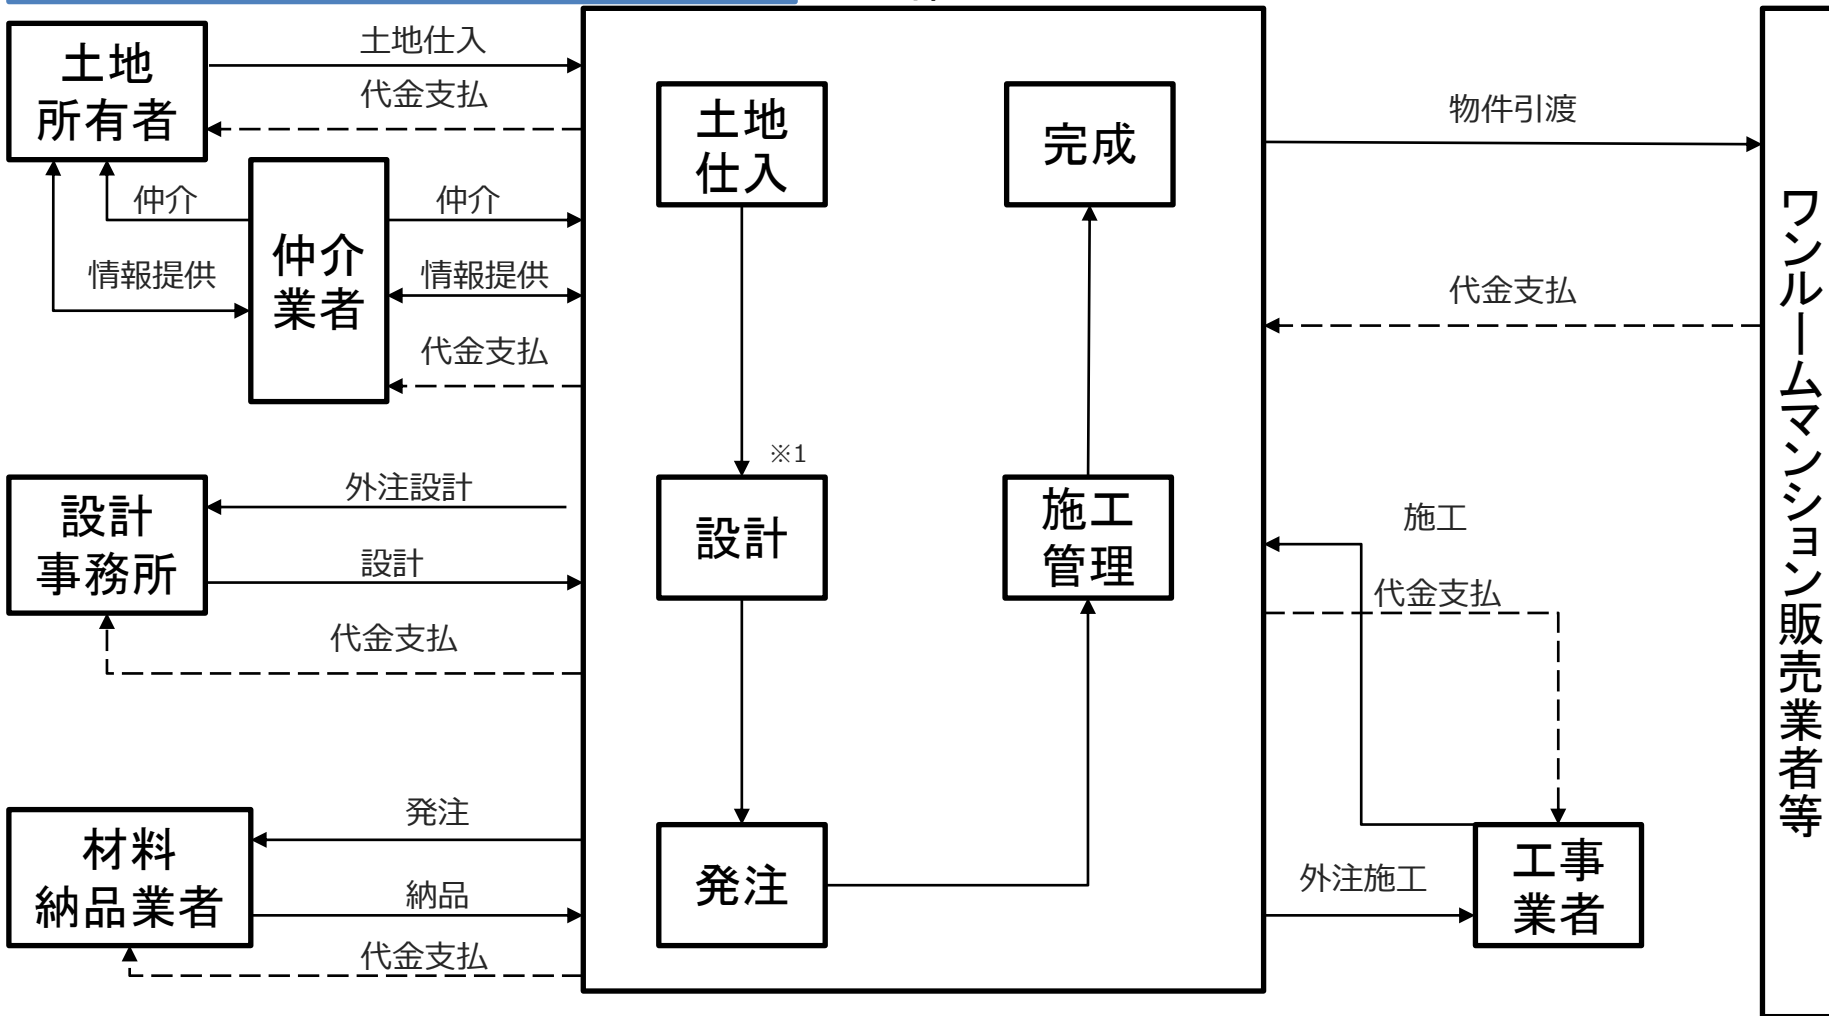 土地仕入
土地
所有者
代金支払
仲介
仲介
仲介
業者
情報提供
情報提供
代金支払
外注設計
設計
事務所
設計
代金支払
発注
材料
納品業者
納品
代金支払
土地
仕入
※1
設計
発注
完成
施工
管理
物件引渡
代金支払
施工
代金支払
外注施工
工事
業者
ワンルームマンション販売業者等